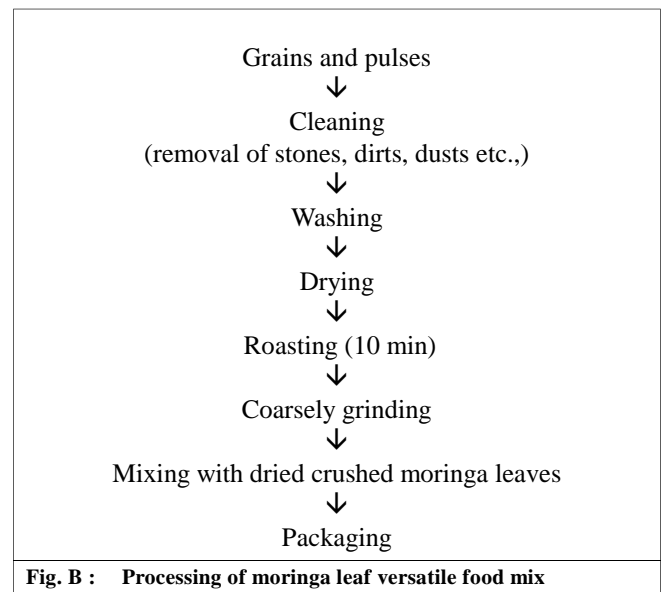 Grains and pulses
↓
Cleaning
(removal of stones, dirts, dusts etc.,)
↓
Washing
↓
Drying
↓
Roasting (10 min)
↓
Coarsely grinding
↓
Mixing with dried crushed moringa leaves
↓
Packaging
Fig. B : Processing of moringa leaf versatile food mix